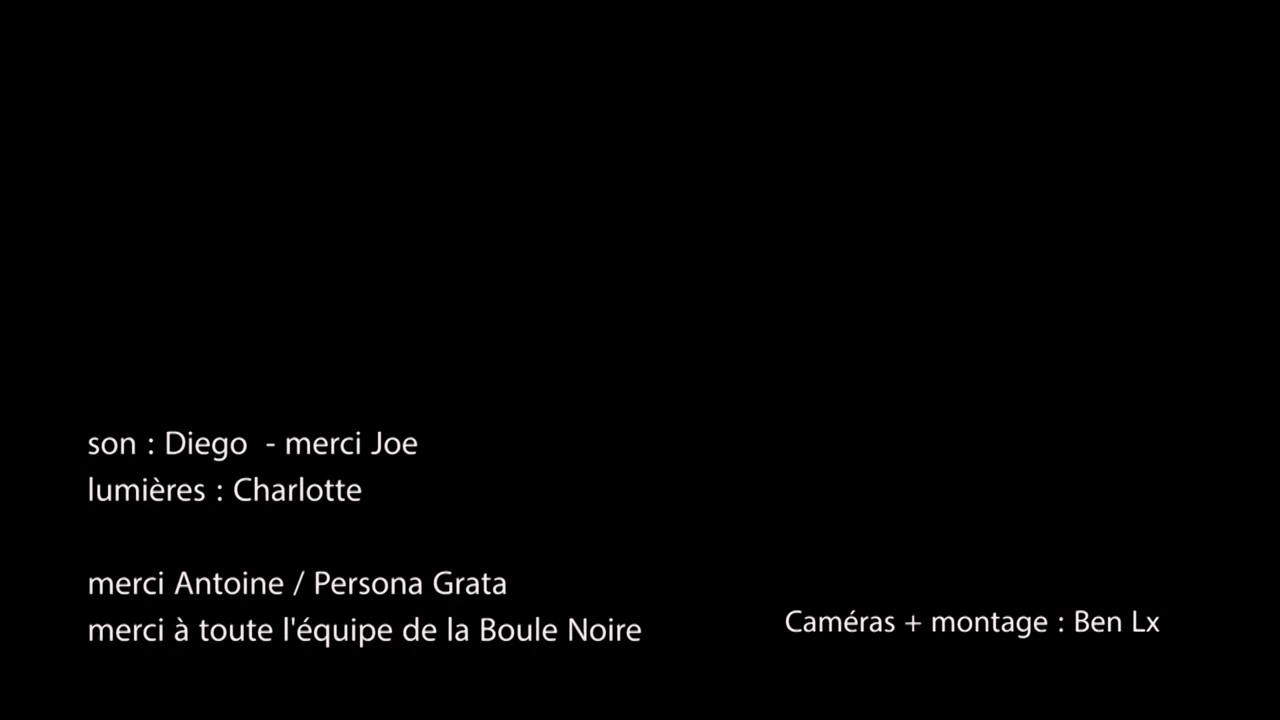 son : Diego  - merci Joe
lumières : Charlotte
merci Antoine / Persona Grata
merci à toute l'équipe de la Boule Noire
Caméras + montage : Ben Lx